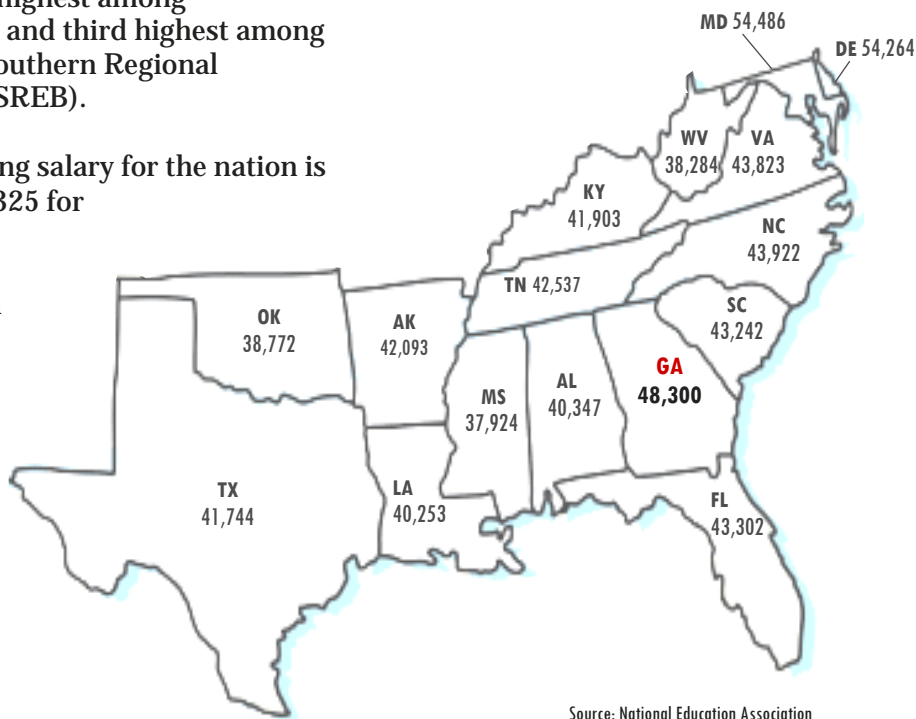 highest among
and third highest among
outhern Regional
SREB).
ng salary for the nation is
325 for
MD 54,486
DE 54,264
WV
38,284
VA
43,823
KY
41,903
NC
43,922
TN 42,537
SC
43,242
OK
38,772
AK
42,093
GA
48,300
MS
37,924
AL
40,347
TX
41,744
LA
40,253
FL
43,302
Source: National Education Association